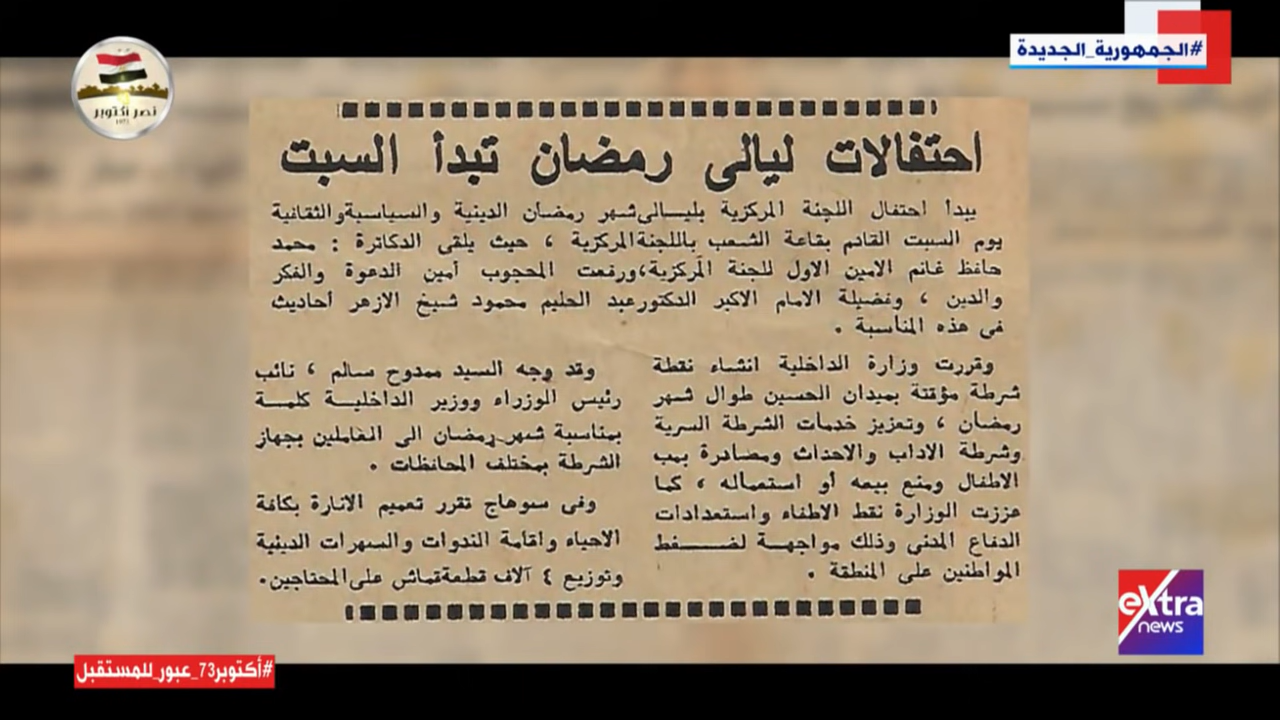 #الجمهورية_الجديدة
نصر أكتوبر
1973
احتفالات ليالى رمضان تبدأ السبت
يبدأ احتفال اللجنة المركزية بليالى شهر رمضان الدينية والسياسية والثقافية
يوم السبت القادم بقاعة الشعب باللجنة المركزية ، حيث يلقى الدكاترة : محمد
حافظ غانم الامين الاول للجنة المركزية، ورفعت المحجوب أمين الدعوة والفكر
والدين ، وفضيلة الامام الاكبر الدكتور عبد الحليم محمود شيخ الازهر أحاديث
فى هذه المناسبة .
وقررت وزارة الداخلية انشاء نقطة
شرطة مؤقتة بميدان الحسين طوال شهر
رمضان ، وتعزيز خدمات الشرطة السرية
وشرطة الاداب والاحداث ومصادرة بمب
الاطفال ومنع بيعه أو استعماله ، كما
عززت الوزارة نقط الاطفاء واستعدادات
الدفاع المدنى وذلك مواجهة لضغط
المواطنين على المنطقة .
وقد وجه السيد ممدوح سالم ، نائب
رئيس الوزراء ووزير الداخلية كلمة
بمناسبة شهر رمضان الى العاملين بجهاز
الشرطة بمختلف المحافظات .
وفى سوهاج تقرر تعميم الانارة بكافة
الاحياء واقامة الندوات والسهرات الدينية
وتوزيع ٤ آلاف قطعة قماش على المحتاجين .
eXtra
news
#أكتوبر73_عبور_للمستقبل